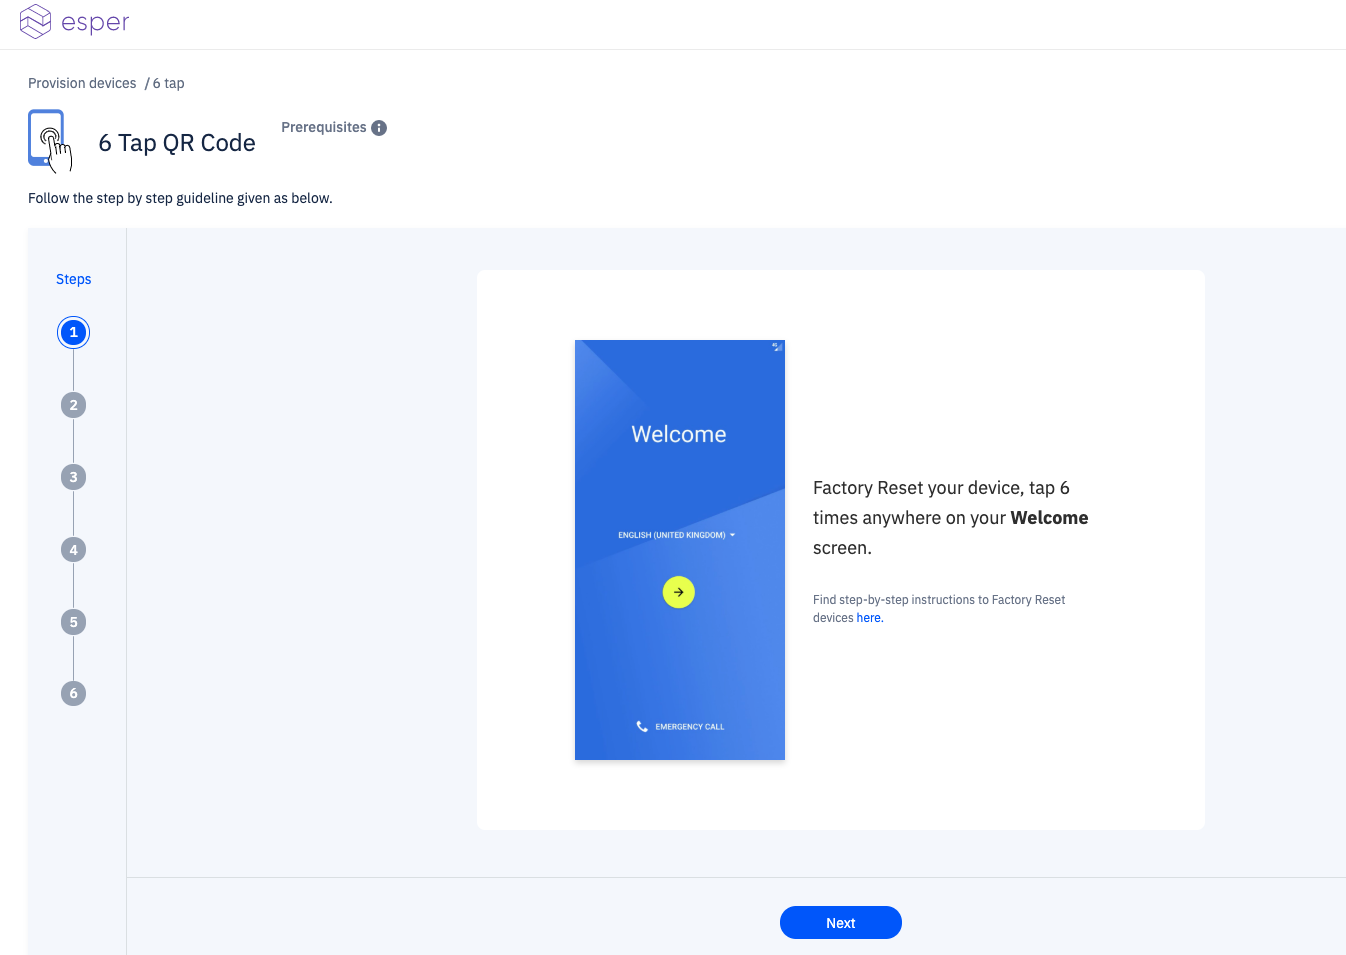 esper
Provision devices / 6 tap
6 Tap QR Code
Prerequisites
Follow the step by step guideline given as below.
Steps
1
2
3
4
5
6
4G
Welcome
ENGLISH (UNITED KINGDOM)
EMERGENCY CALL
Factory Reset your device, tap 6
times anywhere on your Welcome
screen.
Find step-by-step instructions to Factory Reset
devices here.
Next